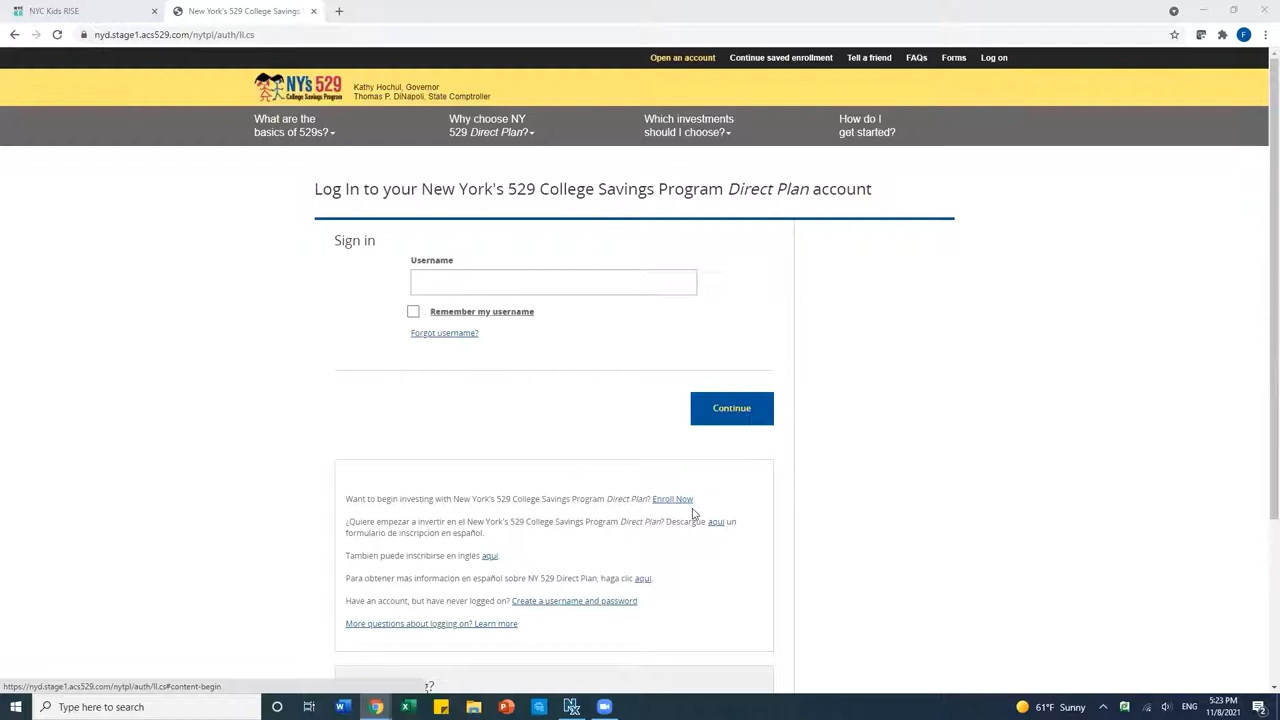 NYC Kids RISE
New York's 529 College Savings
nyd.stage1.acs529.com/nytpl/auth/ll.cs
Open an account Continue saved enrollment Tell a friend FAQs Forms Log on
NY's 529
College Savings Program
Kathy Hochul, Governor
Thomas P. DiNapoli, State Comptroller
What are the
basics of 529s?
Why choose NY
529 Direct Plan?
Which investments
should I choose?
How do I
get started?
Log In to your New York's 529 College Savings Program Direct Plan account
Sign in
Username
Remember my username
Forgot username?
Continue
Want to begin investing with New York's 529 College Savings Program Direct Plan? Enroll Now
¿Quiere empezar a invertir en el New York's 529 College Savings Program Direct Plan? Descargue aquí un
formulario de inscripción en español.
También puede inscribirse en inglés aquí.
Para obtener más información en español sobre NY 529 Direct Plan, haga clic aquí.
Have an account, but have never logged on? Create a username and password
More questions about logging on? Learn more
https://nyd.stage1.acs529.com/nytpl/auth/ll.cs#content-begin
Type here to search
61°F Sunny
ENG
5:23 PM
11/8/2021